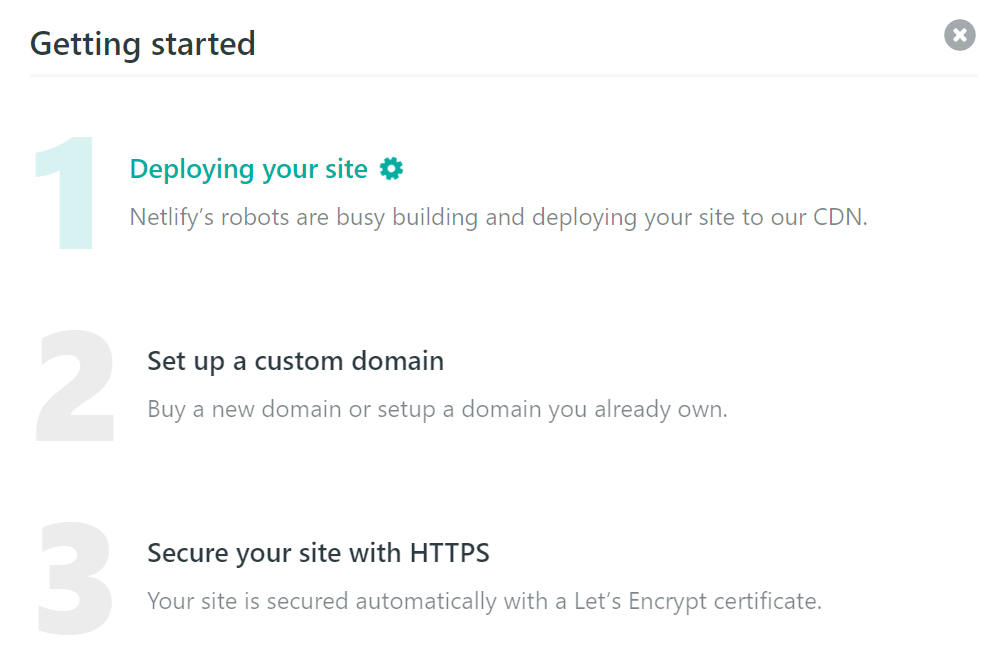 Getting started
1
Deploying your site
Netlify’s robots are busy building and deploying your site to our CDN.
2
Set up a custom domain
Buy a new domain or setup a domain you already own.
3
Secure your site with HTTPS
Your site is secured automatically with a Let’s Encrypt certificate.